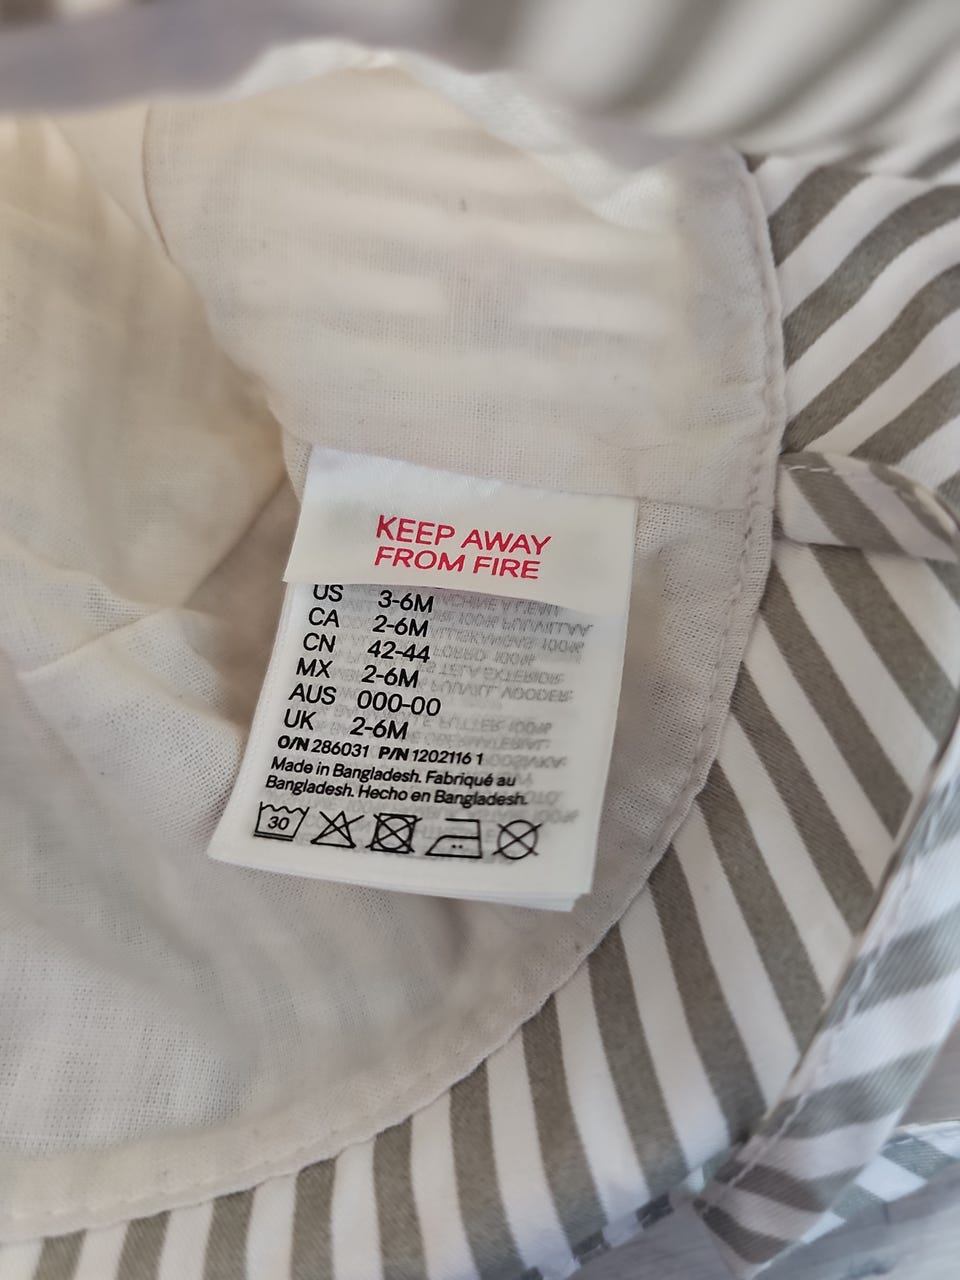 KEEP AWAY
FROM FIRE
US 3-6M
CA 2-6M
CN 42-44
MX 2-6M
AUS 000-00
UK 2-6M
O/N 286031 P/N 1202116 1
Made in Bangladesh. Fabriqué au
Bangladesh. Hecho en Bangladesh.
30